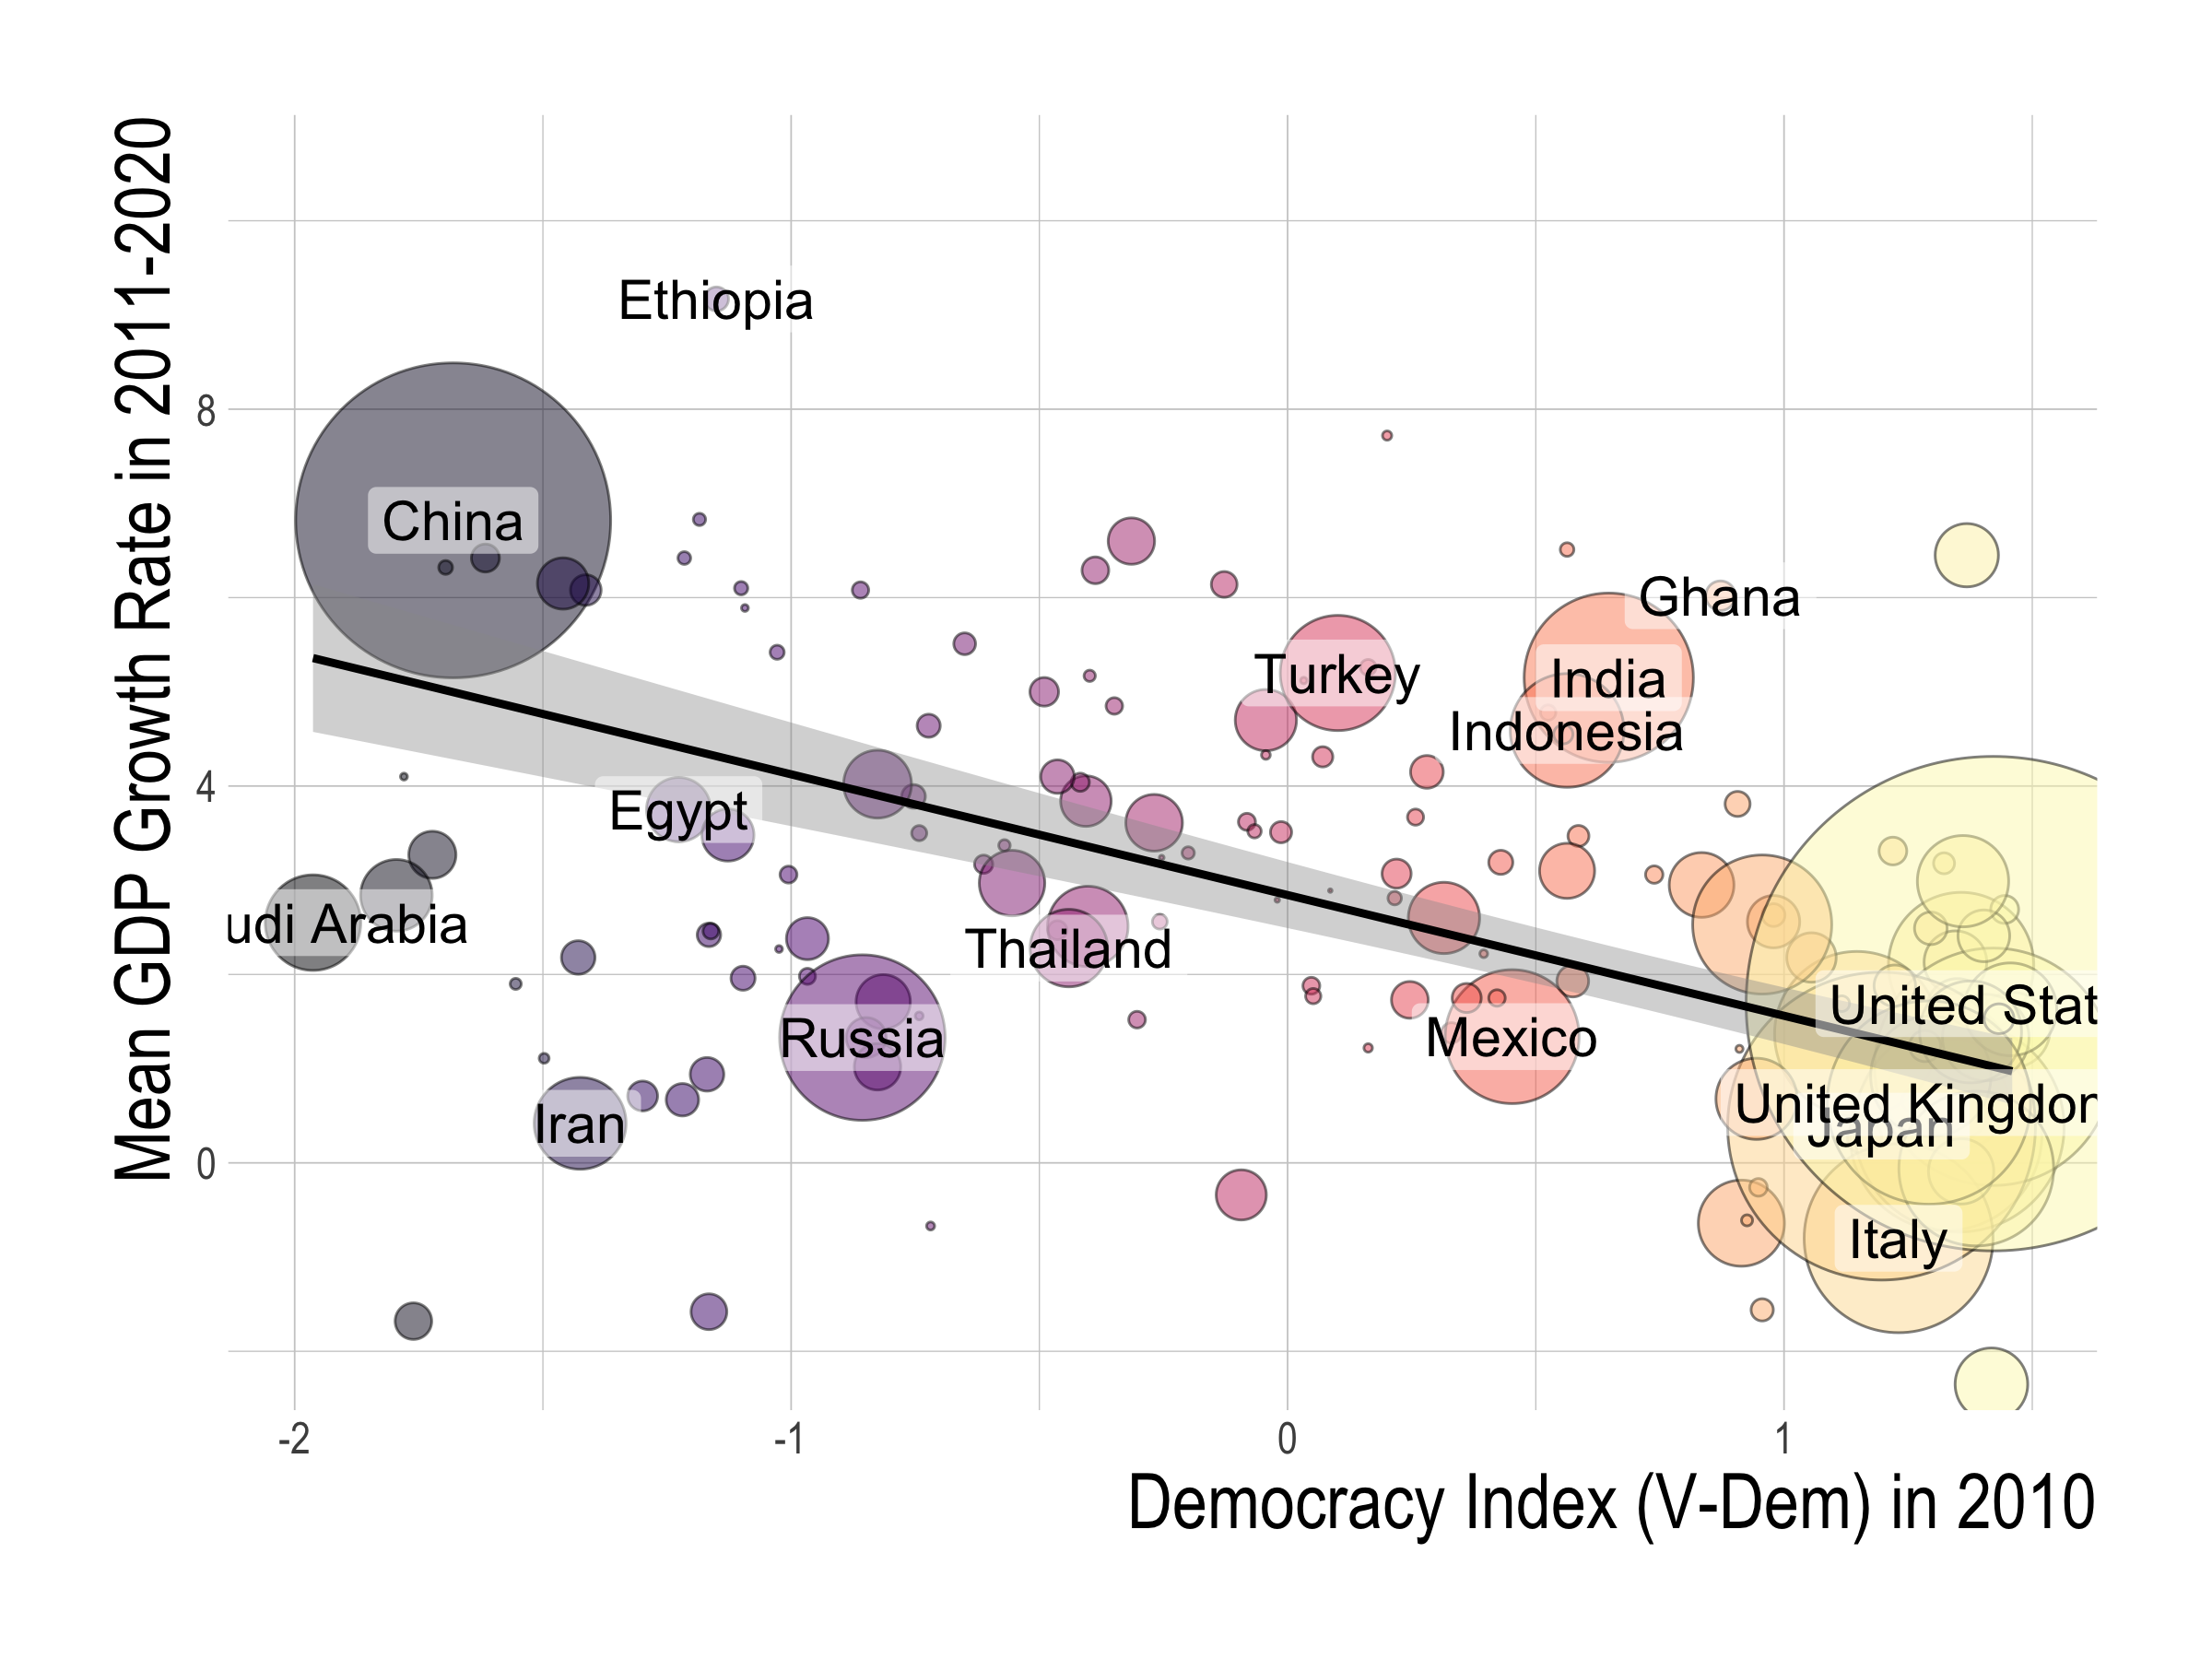 Mean GDP Growth Rate in 2011-2020
Ethiopia
8
China
Ghana
Turkey
India
Indonesia
4
Egypt
udi Arabia
Thailand
United Stat
Russia
Mexico
United Kingdon
Iran
Japan
0
Italy
-2
-1
0
1
Democracy Index (V-Dem) in 2010